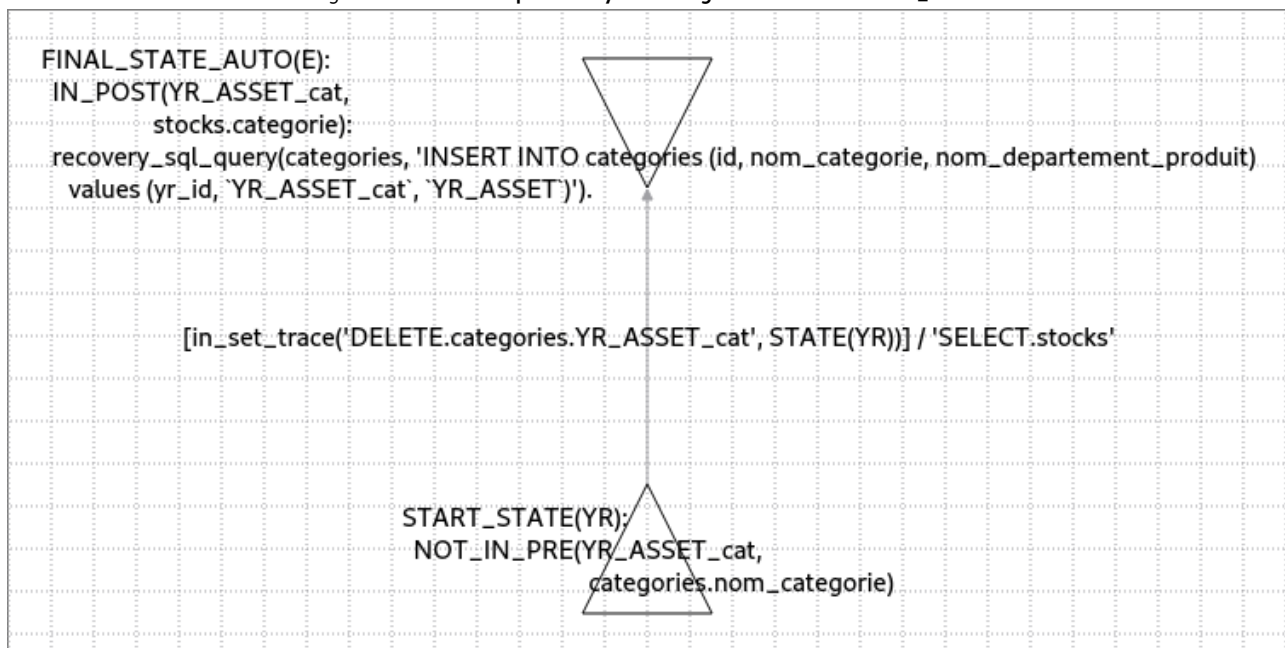 FINAL_STATE_AUTO(E):
IN_POST(YR_ASSET_cat,
stocks.categorie):
recovery_sql_query(categories, 'INSERT INTO categories (id, nom_categorie, nom_departement_produit)
values (yr_id, `YR_ASSET_cat`, `YR_ASSET`)').
[in_set_trace('DELETE.categories.YR_ASSET_cat', STATE(YR))] / 'SELECT.stocks'
START_STATE(YR):
NOT_IN_PRE(YR_ASSET_cat,
categories.nom_categorie)